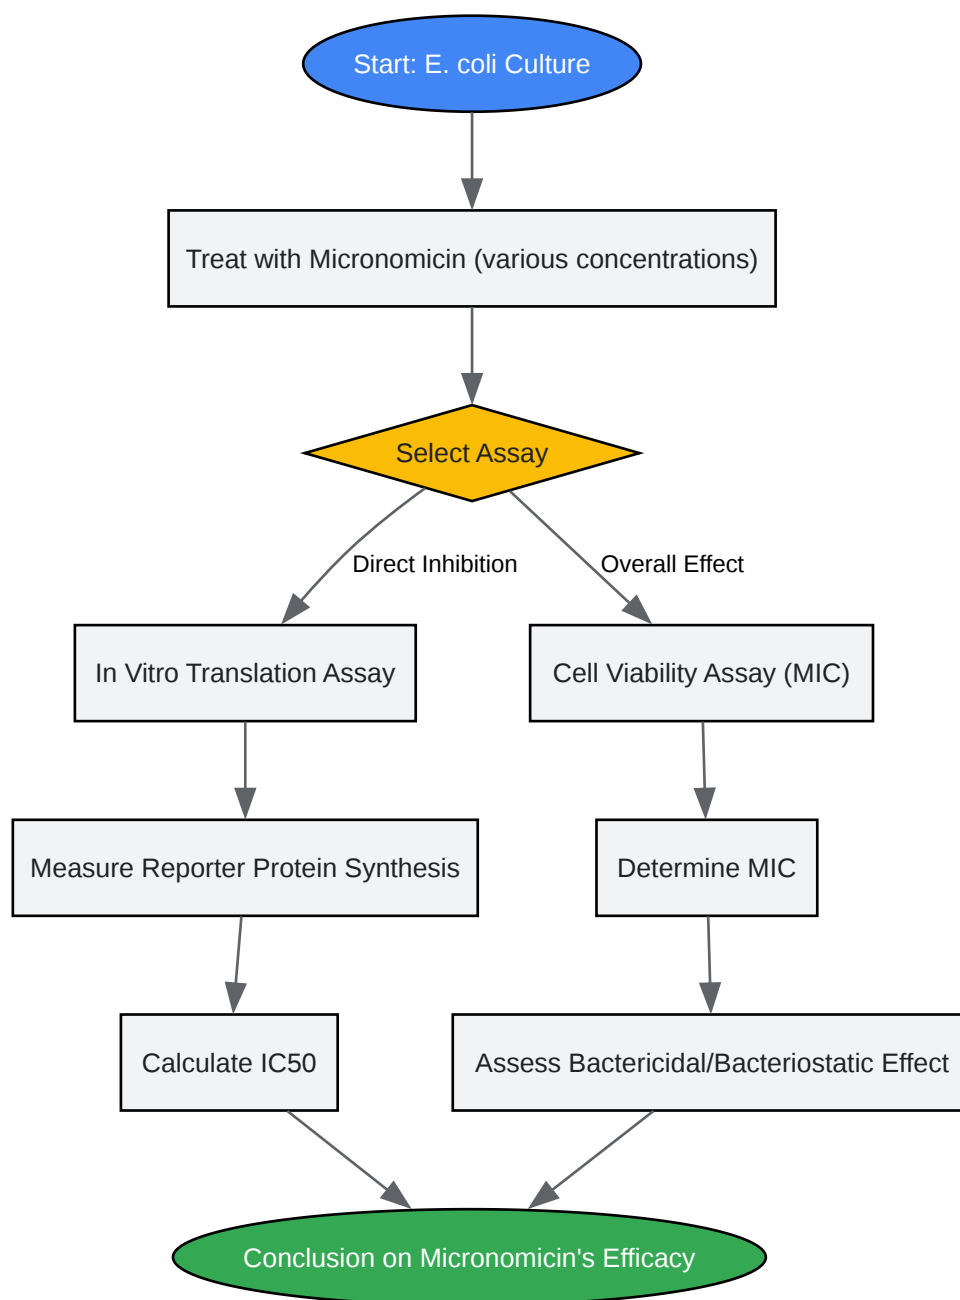 Start: E. coli Culture
Treat with Micronomicin (various concentrations)
Select Assay
Direct Inhibition
Overall Effect
In Vitro Translation Assay
Cell Viability Assay (MIC)
Measure Reporter Protein Synthesis
Determine MIC
Calculate IC50
Assess Bactericidal/Bacteriostatic Effect
Conclusion on Micronomicin's Efficacy